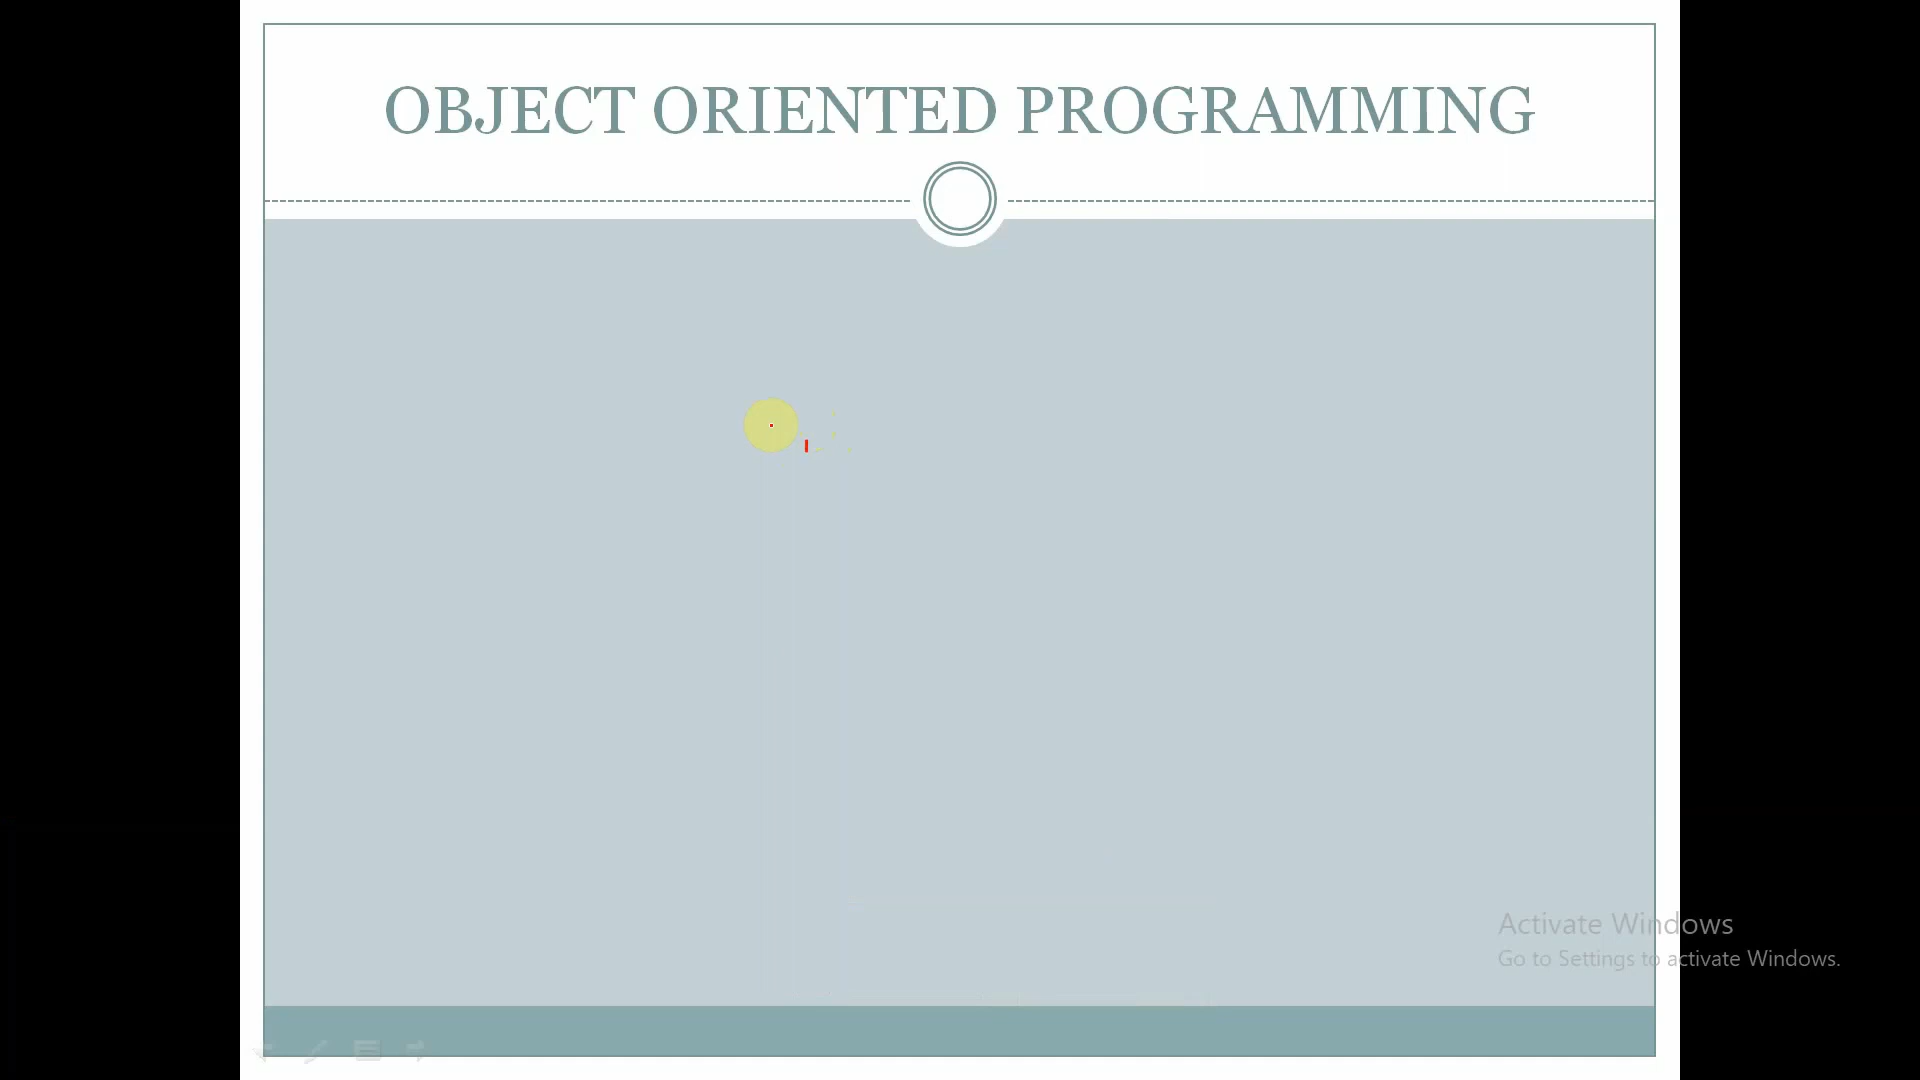 OBJECT ORIENTED PROGRAMMING
Activate Windows
Go to Settings to activate Windows.